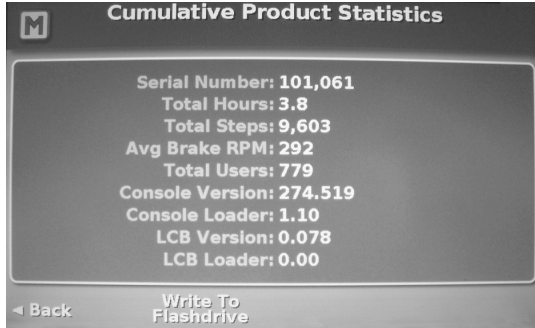 Cumulative Product Statistics
M
Serial Number: 101,061
Total Hours: 3.8
Total Steps: 9,603
Avg Brake RPM: 292
Total Users: 779
Console Version: 274.519
Console Loader: 1.10
LCB Version: 0.078
LCB Loader: 0.00
◄ Back
Write To
Flashdrive